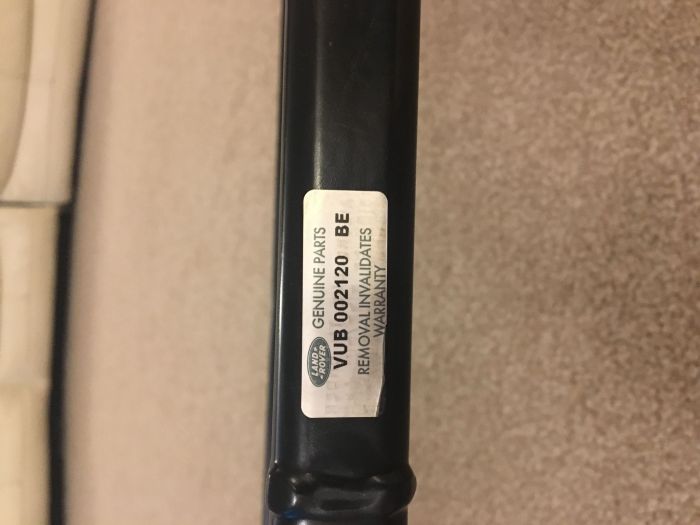 LAND ROVER
GENUINE PARTS
VUB 002120 BE
REMOVAL INVALIDATES
WARRANTY